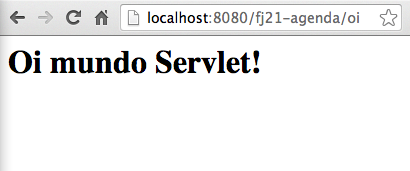 localhost:8080/fj21-agenda/oi
Oi mundo Servlet!